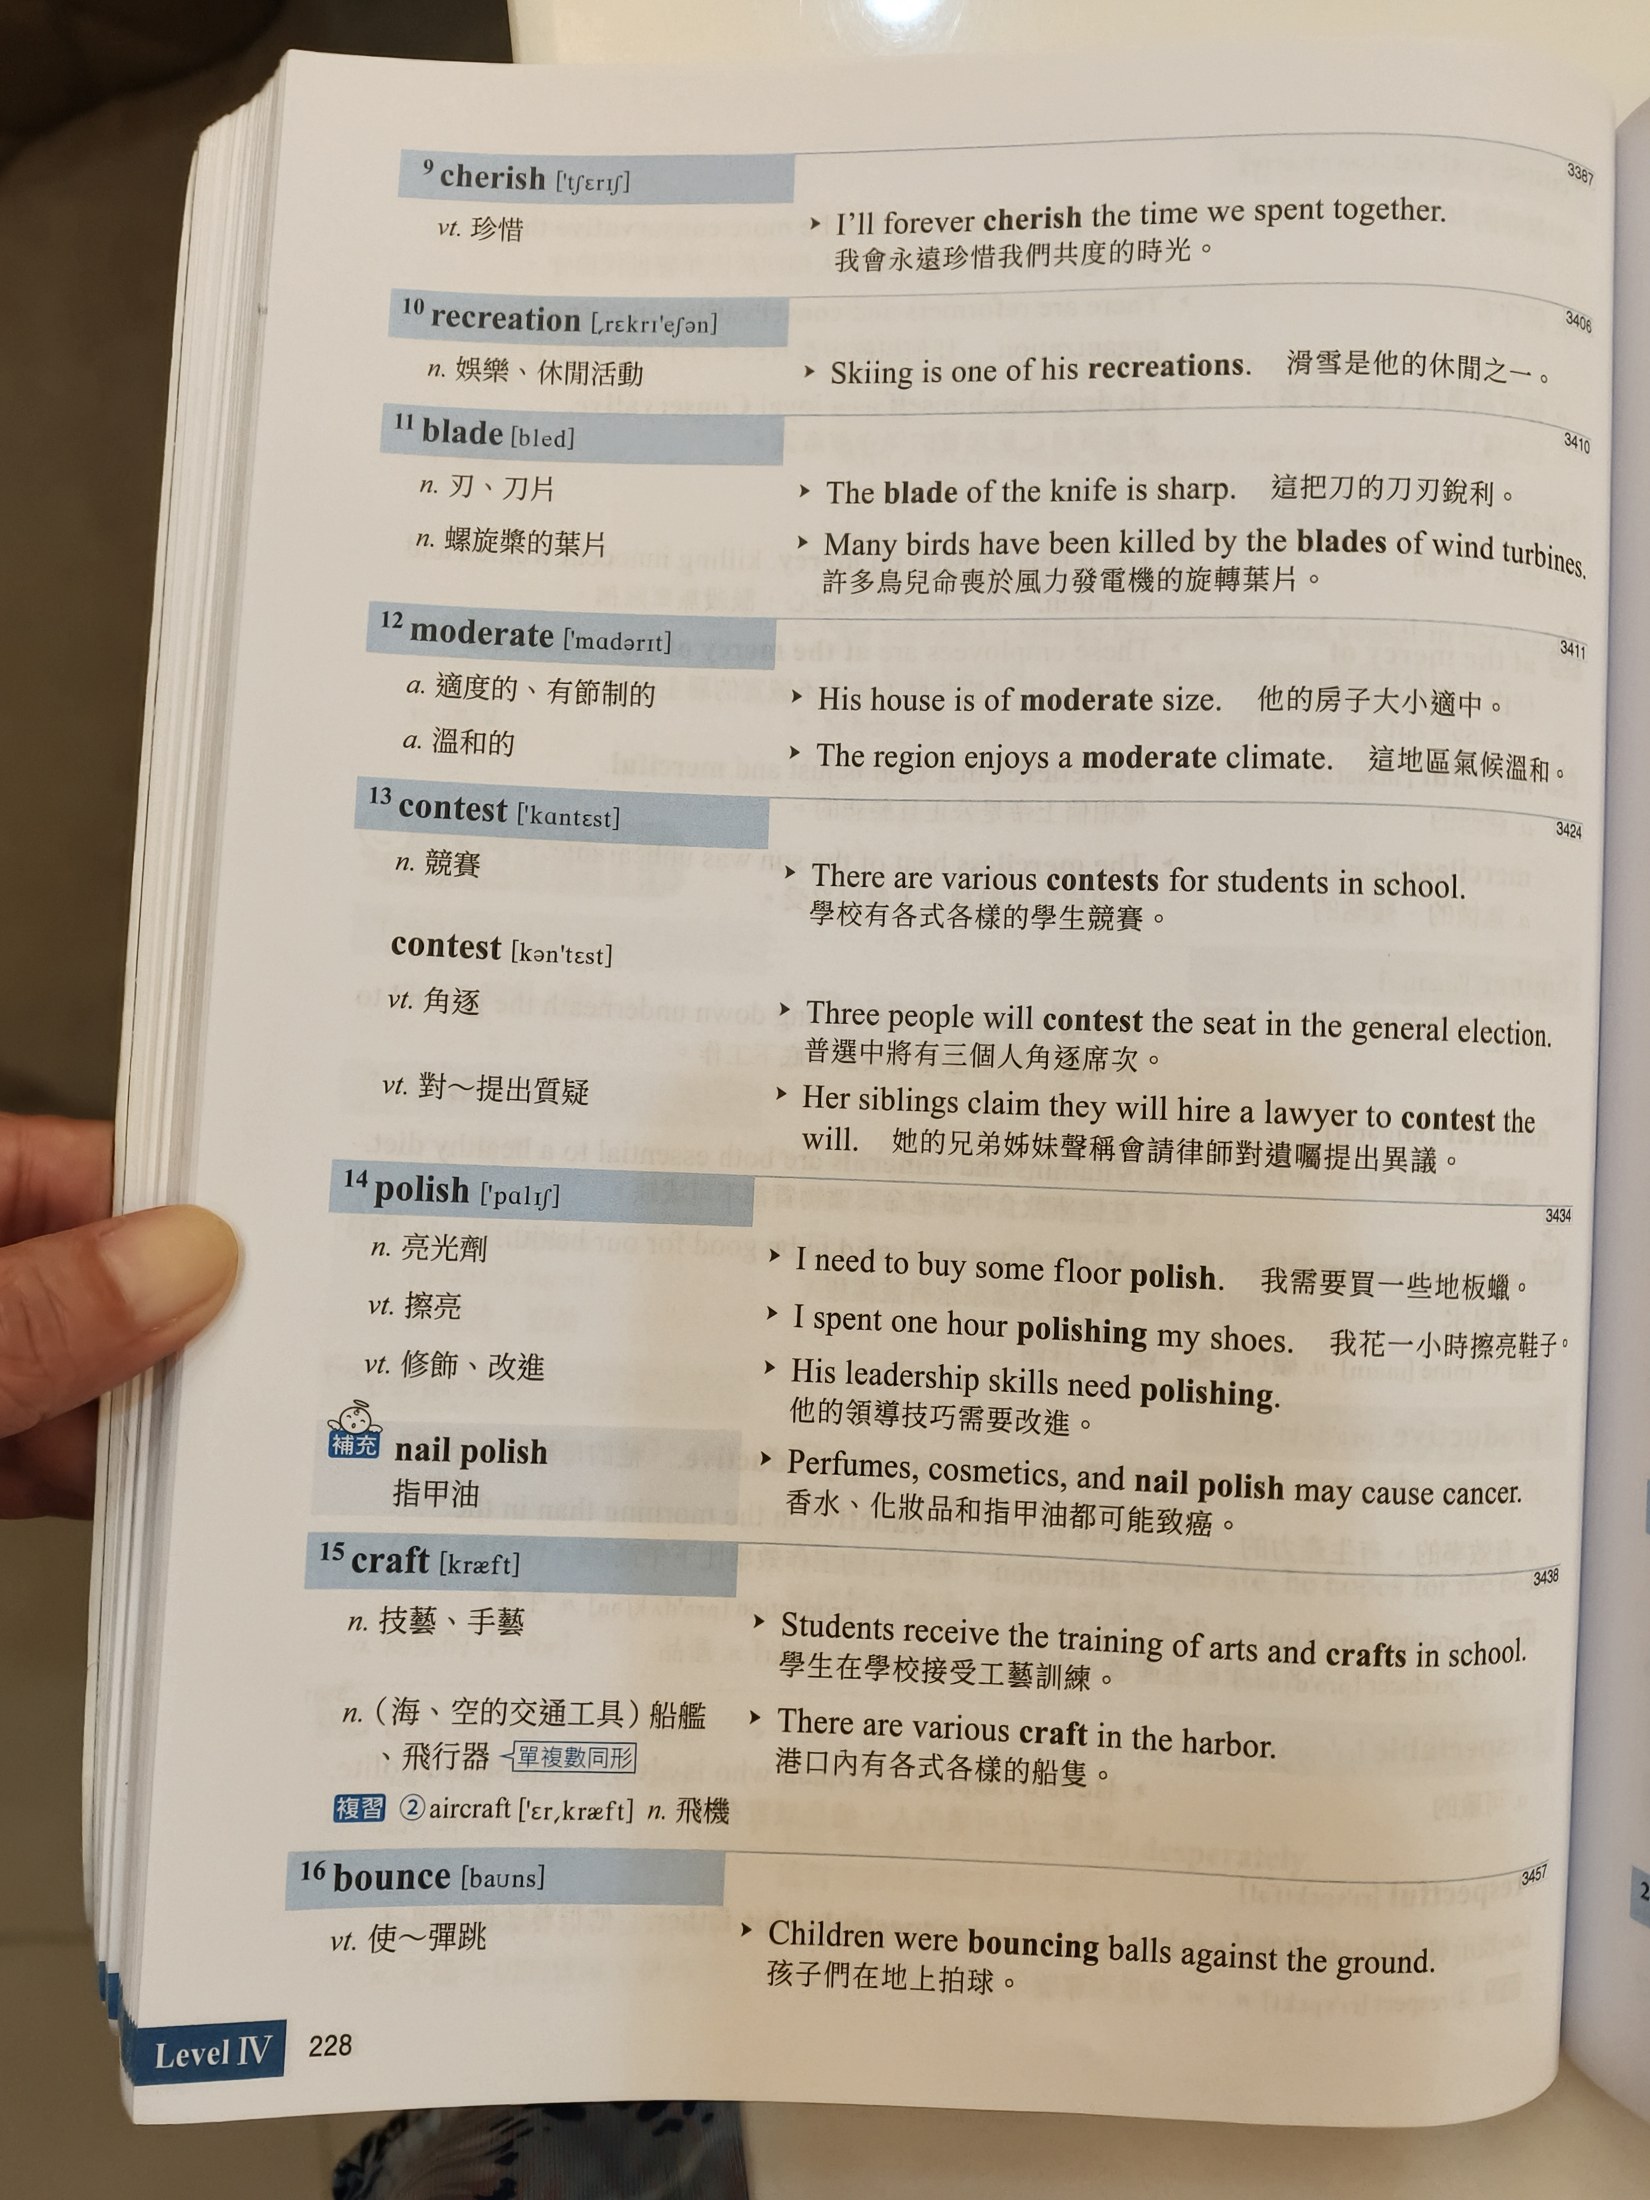 9 cherish [ˈtʃɛrɪʃ]
3387
vt. 珍惜
➤ I'll forever cherish the time we spent together.
我會永遠珍惜我們共度的時光。
10 recreation [ˌrɛkrɪˈeʃən]
3406
n. 娛樂、休閒活動
➤ Skiing is one of his recreations. 滑雪是他的休閒之一。
11 blade [bled]
3410
n. 刃、刀片
➤ The blade of the knife is sharp. 這把刀的刀刃銳利。
n. 螺旋槳的葉片
➤ Many birds have been killed by the blades of wind turbines.
許多鳥兒命喪於風力發電機的旋轉葉片。
12 moderate [ˈmɑdərɪt]
3411
a. 適度的、有節制的
➤ His house is of moderate size. 他的房子大小適中。
a. 溫和的
➤ The region enjoys a moderate climate. 這地區氣候溫和。
13 contest [ˈkɑntɛst]
3424
n. 競賽
➤ There are various contests for students in school.
學校有各式各樣的學生競賽。
contest [kənˈtɛst]
vt. 角逐
➤ Three people will contest the seat in the general election.
普選中將有三個人角逐席次。
vt. 對～提出質疑
➤ Her siblings claim they will hire a lawyer to contest the
will. 她的兄弟姊妹聲稱會請律師對遺囑提出異議。
14 polish [ˈpɑlɪʃ]
3434
n. 亮光劑
➤ I need to buy some floor polish. 我需要買一些地板蠟。
vt. 擦亮
➤ I spent one hour polishing my shoes. 我花一小時擦亮鞋子。
vt. 修飾、改進
➤ His leadership skills need polishing.
他的領導技巧需要改進。
補充 nail polish
指甲油
➤ Perfumes, cosmetics, and nail polish may cause cancer.
香水、化妝品和指甲油都可能致癌。
15 craft [kræft]
3438
n. 技藝、手藝
➤ Students receive the training of arts and crafts in school.
學生在學校接受工藝訓練。
n.（海、空的交通工具）船艦
、飛行器 單複數同形
➤ There are various craft in the harbor.
港口內有各式各樣的船隻。
複習 ②aircraft [ˈɛrˌkræft] n. 飛機
16 bounce [baʊns]
3457
vt. 使～彈跳
➤ Children were bouncing balls against the ground.
孩子們在地上拍球。
Level Ⅳ 228